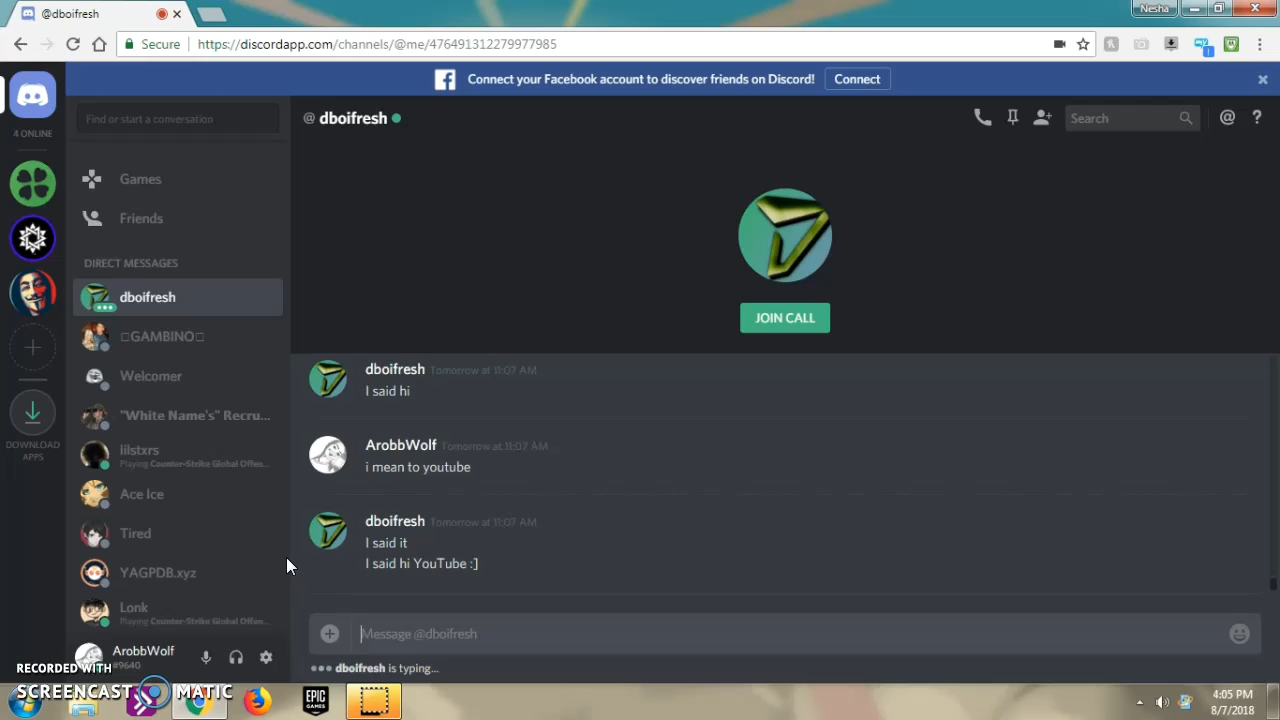 @dboifresh
Nesha
Secure
https://discordapp.com/channels/@me/476491312279977985
Connect your Facebook account to discover friends on Discord!
Connect
4 ONLINE
Find or start a conversation
@ dboifresh
Search
Games
Friends
DIRECT MESSAGES
dboifresh
□GAMBINO□
Welcomer
"White Name's" Recru...
lilstxrs
Playing Counter-Strike Global Offen...
Ace Ice
Tired
YAGPDB.xyz
Lonk
Playing Counter-Strike Global Offen...
ArobbWolf
#9640
DOWNLOAD
APPS
JOIN CALL
dboifresh Tomorrow at 11:07 AM
I said hi
ArobbWolf Tomorrow at 11:07 AM
i mean to youtube
dboifresh Tomorrow at 11:07 AM
I said it
I said hi YouTube :]
Message @dboifresh
dboifresh is typing...
RECORDED WITH
SCREENCAST MATIC
EPIC
GAMES
4:05 PM
8/7/2018